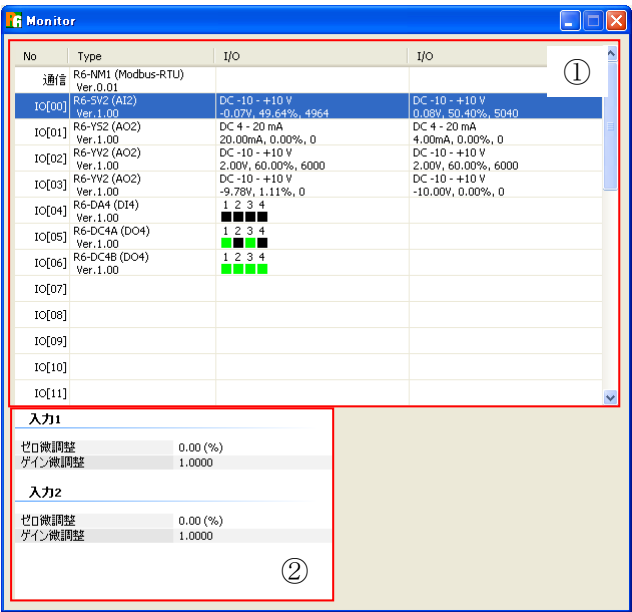 R6 Monitor
No Type I/O I/O
①
通信 R6-NM1 (Modbus-RTU)
Ver.0.01
IO[00] R6-SV2 (AI2) DC -10 - +10 V DC -10 - +10 V
Ver.1.00 -0.07V, 49.64%, 4964 0.08V, 50.40%, 5040
IO[01] R6-YS2 (AO2) DC 4 - 20 mA DC 4 - 20 mA
Ver.1.00 20.00mA, 0.00%, 0 4.00mA, 0.00%, 0
IO[02] R6-YV2 (AO2) DC -10 - +10 V DC -10 - +10 V
Ver.1.00 2.00V, 60.00%, 6000 2.00V, 60.00%, 6000
IO[03] R6-YV2 (AO2) DC -10 - +10 V DC -10 - +10 V
Ver.1.00 -9.78V, 1.11%, 0 -10.00V, 0.00%, 0
IO[04] R6-DA4 (DI4) 1 2 3 4
Ver.1.00
IO[05] R6-DC4A (DO4) 1 2 3 4
Ver.1.00
IO[06] R6-DC4B (DO4) 1 2 3 4
Ver.1.00
IO[07]
IO[08]
IO[09]
IO[10]
IO[11]
入力1
ゼロ微調整 0.00 (%)
ゲイン微調整 1.0000
入力2
ゼロ微調整 0.00 (%)
ゲイン微調整 1.0000
②